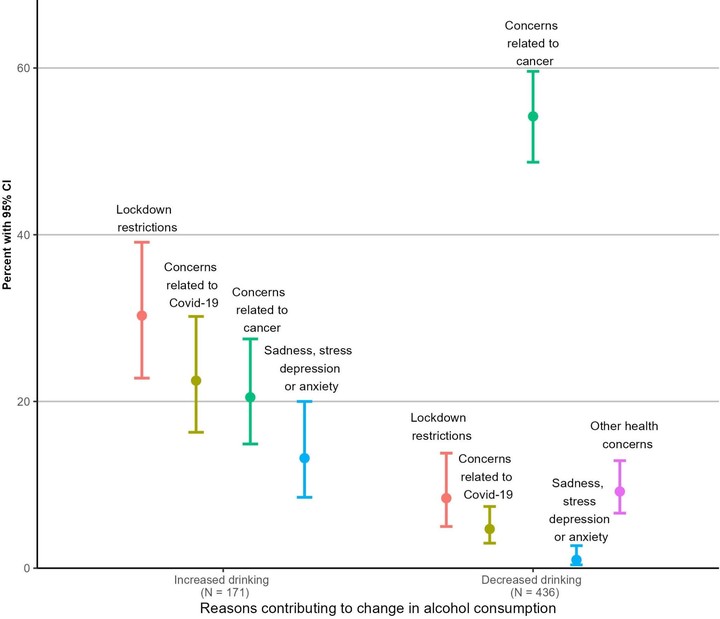 Concerns
related to
cancer
60
Percent with 95% CI
Lockdown
restrictions
40
Concerns
related to
Covid-19
Concerns
related to
cancer
Sadness, stress
depression
or anxiety
20
Lockdown
restrictions
Other health
concerns
Concerns
related to
Covid-19
Sadness,
stress
depression
or anxiety
0
Increased drinking
(N = 171)
Decreased drinking
(N = 436)
Reasons contributing to change in alcohol consumption